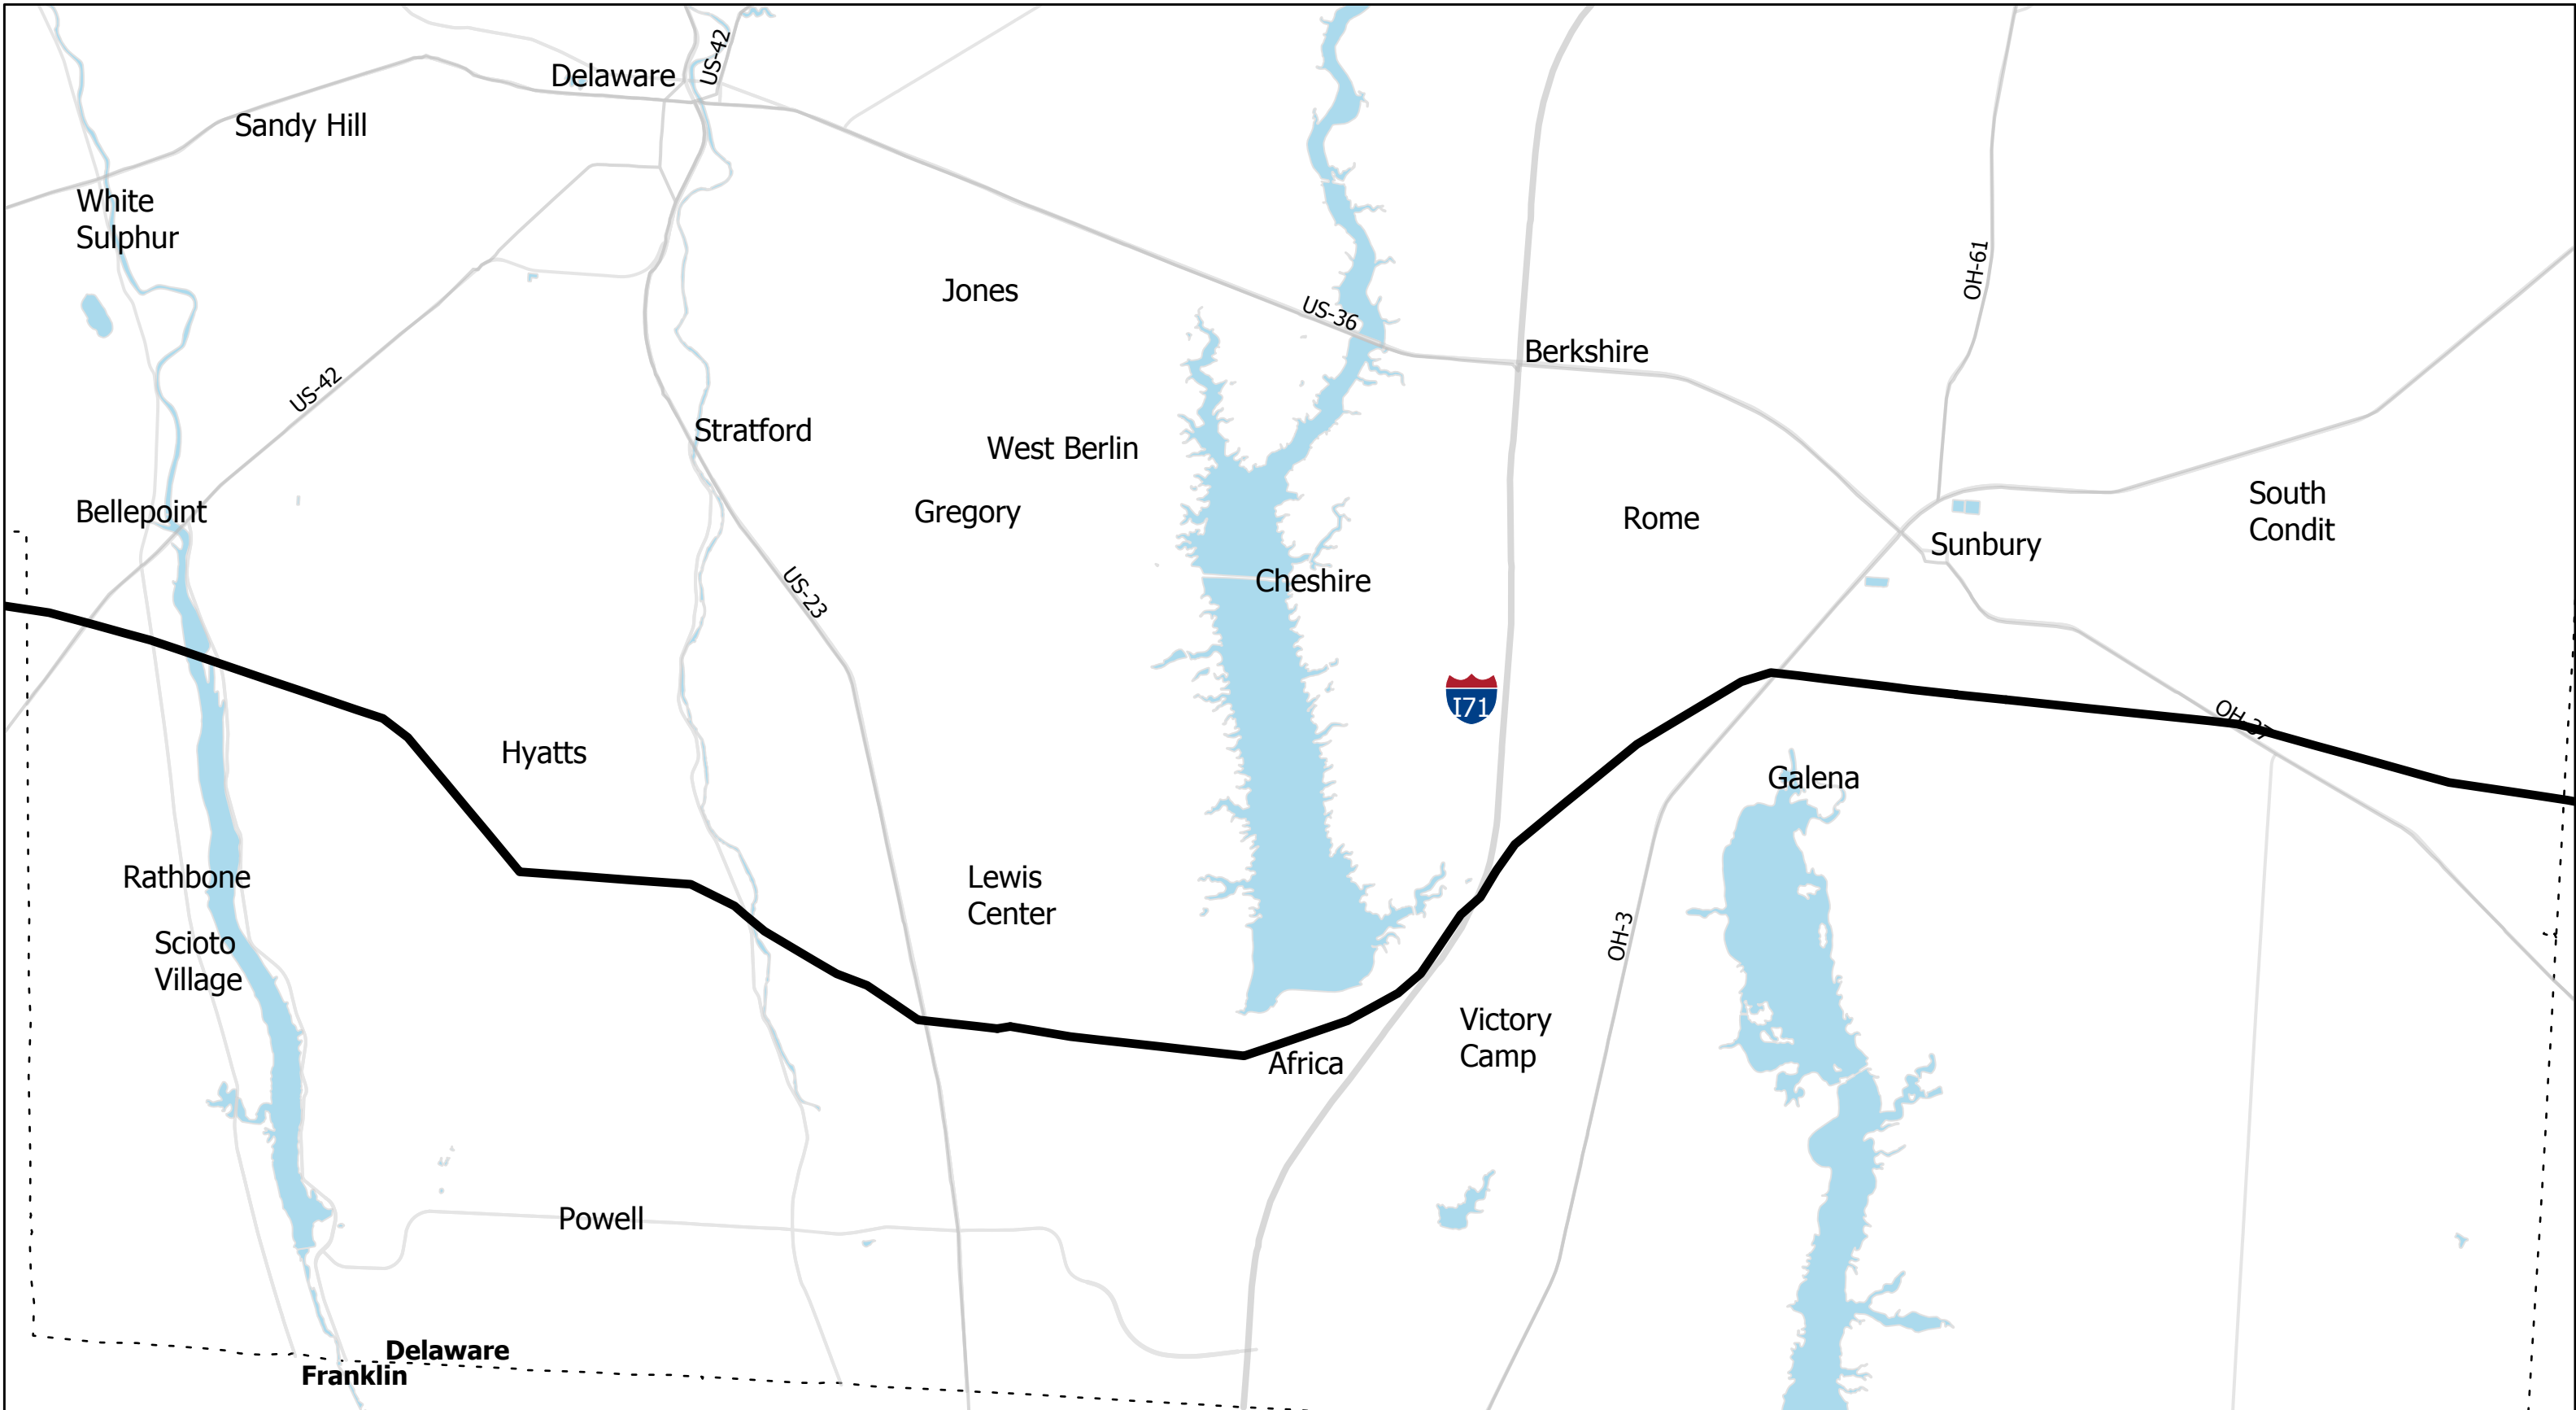 US-42
Delaware
Sandy Hill
White
Sulphur
Jones
OH-61
US-36
Berkshire
US-42
Stratford
West Berlin
Bellepoint
Gregory
Rome
South
Condit
Sunbury
Cheshire
US-23
I71
OH-37
Hyatts
Galena
Rathbone
Lewis
Center
OH-3
Scioto
Village
Victory
Camp
Africa
Powell
Delaware
Franklin